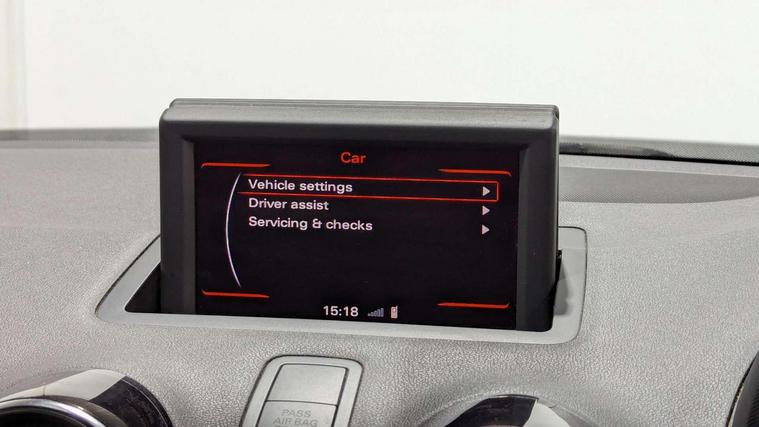 Car
Vehicle settings
Driver assist
Servicing & checks
15:18
PASS
AIR BAG